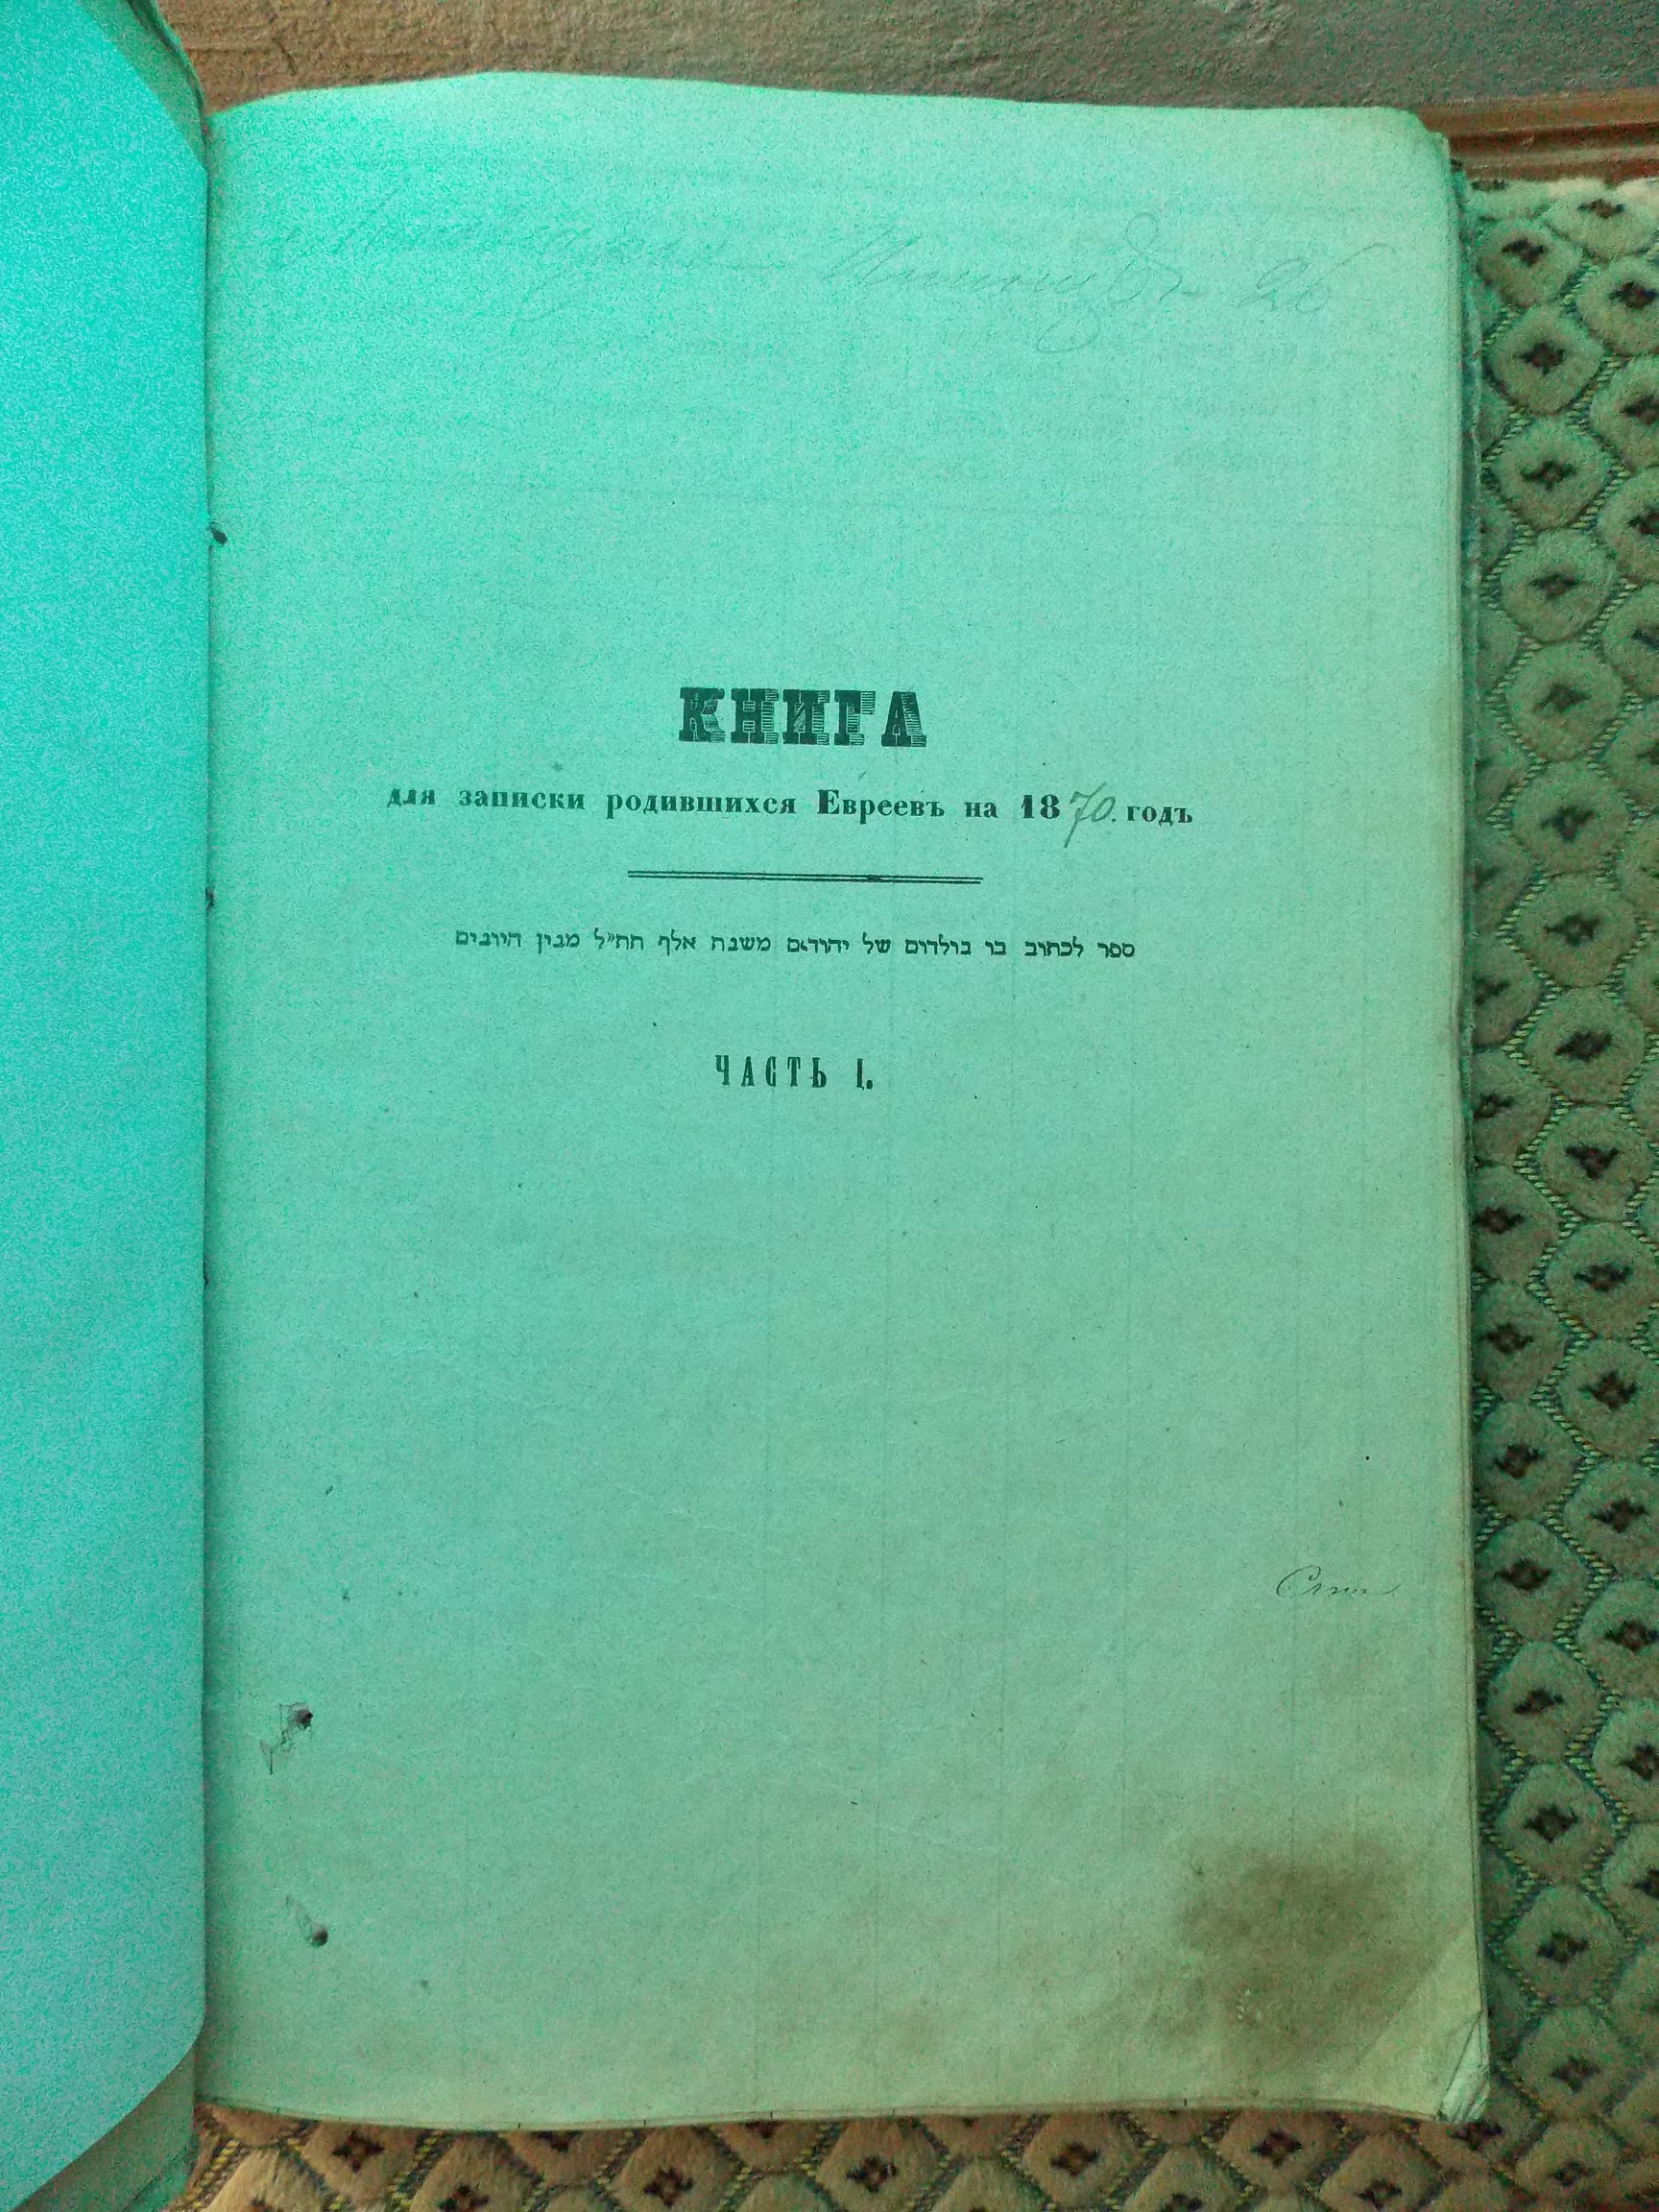 КНИГА
для записки родившихся Евреевъ на 1870. годъ
ספר לכתוב בו בולדים של יהודים משנת אלף תת״ל מבין היובים
ЧАСТЬ I.